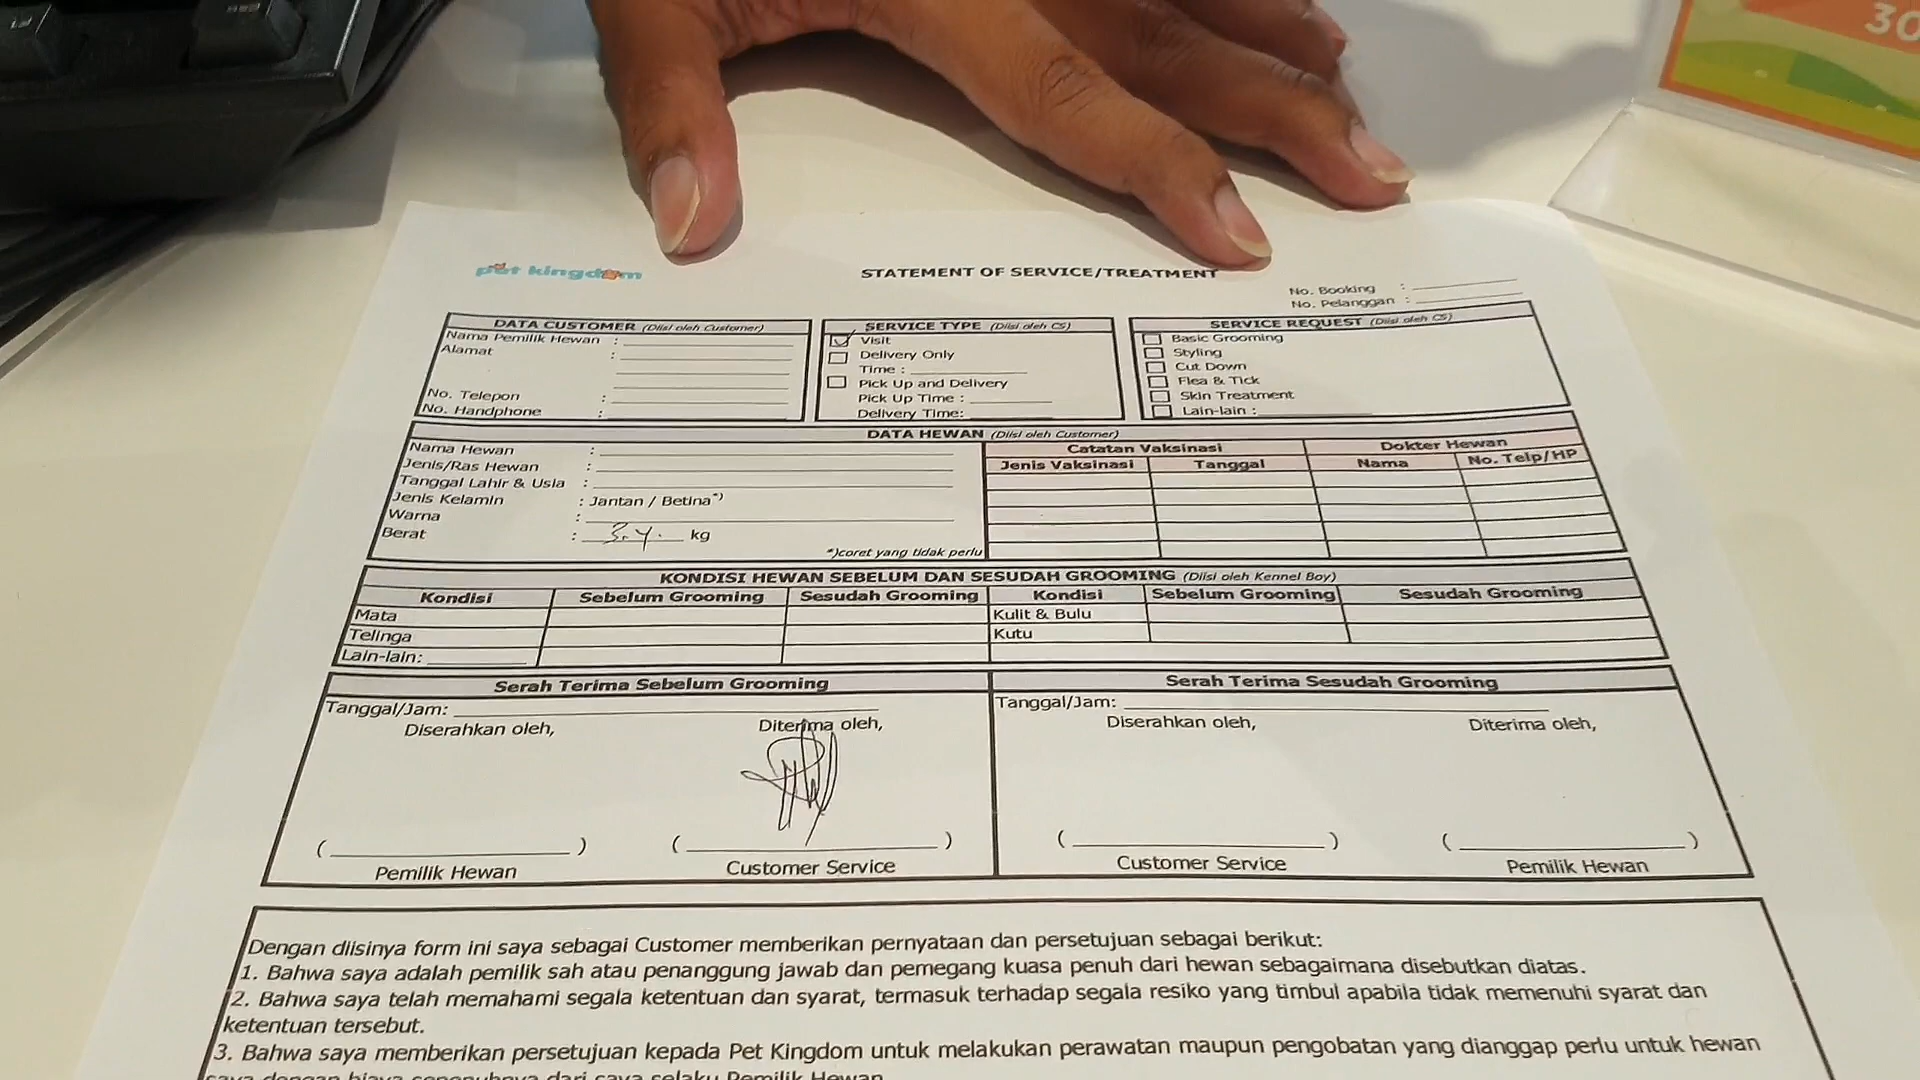 30
pet kingdom
STATEMENT OF SERVICE/TREATMENT
No. Booking :
No. Pelanggan :
DATA CUSTOMER (Diisi oleh Customer)
Nama Pemilik Hewan :
Alamat :
No. Telepon :
No. Handphone :
SERVICE TYPE (Diisi oleh CS)
Visit
Delivery Only
Time :
Pick Up and Delivery
Pick Up Time :
Delivery Time:
SERVICE REQUEST (Diisi oleh CS)
Basic Grooming
Styling
Cut Down
Flea & Tick
Skin Treatment
Lain-lain :
DATA HEWAN (Diisi oleh Customer)
Nama Hewan :
Jenis/Ras Hewan :
Tanggal Lahir & Usia :
Jenis Kelamin : Jantan / Betina*)
Warna :
Berat : kg
*)coret yang tidak perlu
Catatan Vaksinasi Dokter Hewan
Jenis Vaksinasi Tanggal Nama No. Telp/HP
KONDISI HEWAN SEBELUM DAN SESUDAH GROOMING (Diisi oleh Kennel Boy)
Kondisi Sebelum Grooming Sesudah Grooming Kondisi Sebelum Grooming Sesudah Grooming
Mata Kulit & Bulu
Telinga Kutu
Lain-lain:
Serah Terima Sebelum Grooming
Tanggal/Jam:
Diserahkan oleh, Diterima oleh,
( ) ( )
Pemilik Hewan Customer Service
Serah Terima Sesudah Grooming
Tanggal/Jam:
Diserahkan oleh, Diterima oleh,
( ) ( )
Customer Service Pemilik Hewan
Dengan diisinya form ini saya sebagai Customer memberikan pernyataan dan persetujuan sebagai berikut:
1. Bahwa saya adalah pemilik sah atau penanggung jawab dan pemegang kuasa penuh dari hewan sebagaimana disebutkan diatas.
2. Bahwa saya telah memahami segala ketentuan dan syarat, termasuk terhadap segala resiko yang timbul apabila tidak memenuhi syarat dan
ketentuan tersebut.
3. Bahwa saya memberikan persetujuan kepada Pet Kingdom untuk melakukan perawatan maupun pengobatan yang dianggap perlu untuk hewan
saya dengan biaya sepenuhnya dari saya selaku Pemilik Hewan